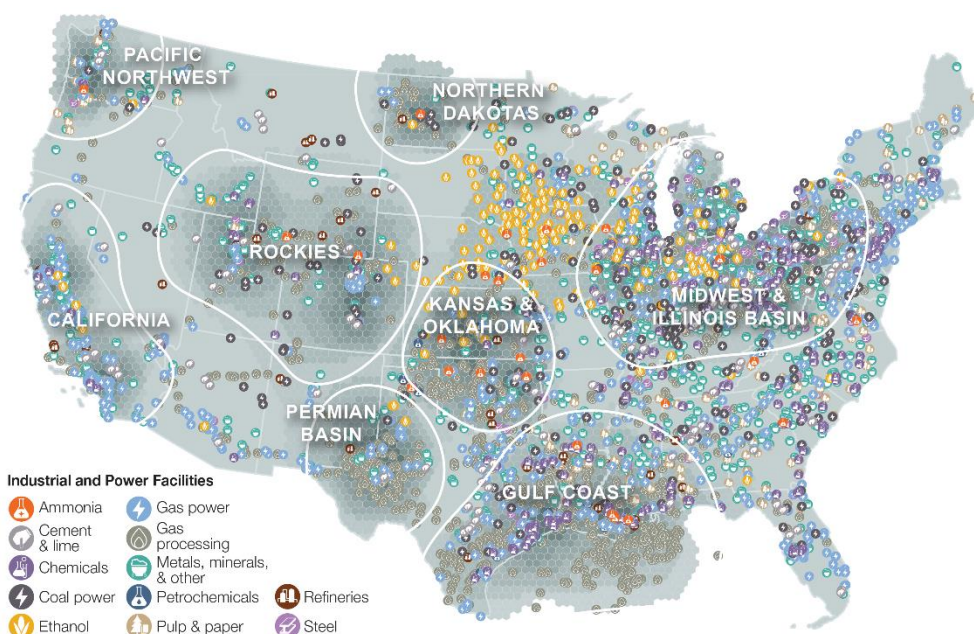 PACIFIC
NORTHWEST
NORTHERN
DAKOTAS
ROCKIES
CALIFORNIA
KANSAS &
OKLAHOMA
MIDWEST &
ILLINOIS BASIN
PERMIAN
BASIN
GULF COAST
Industrial and Power Facilities
Ammonia
Gas power
Cement
& lime
Gas
processing
Chemicals
Metals, minerals,
& other
Coal power
Petrochemicals
Refineries
Ethanol
Pulp & paper
Steel